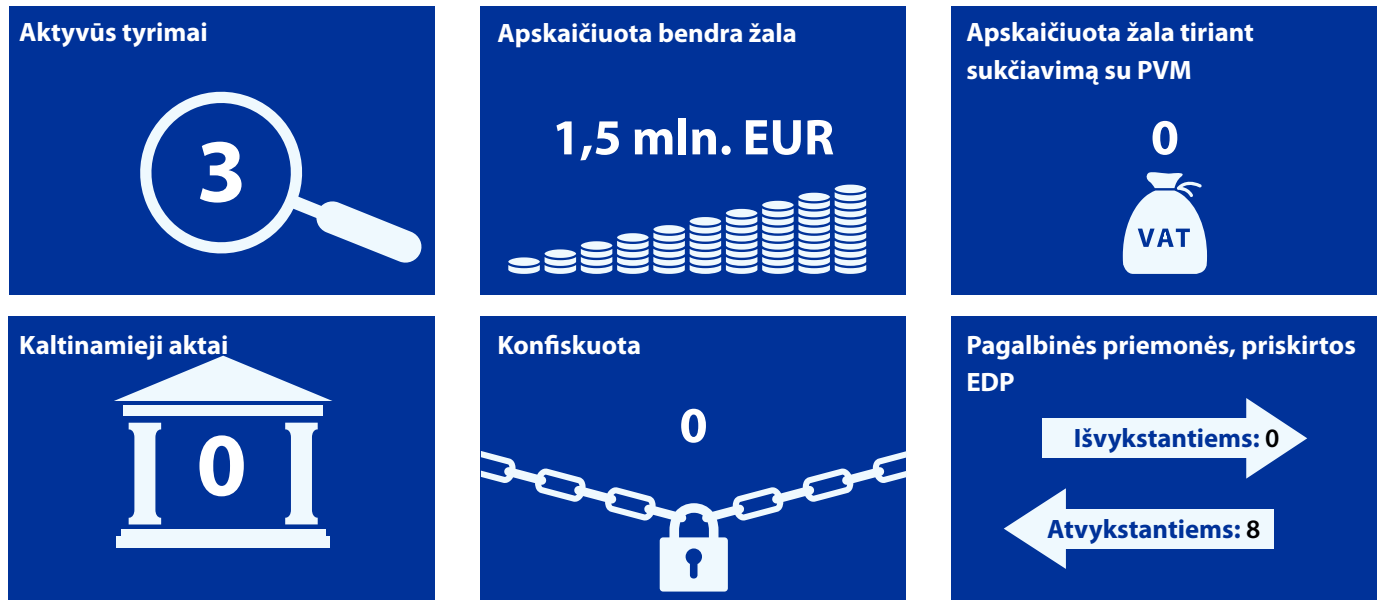 Aktyvūs tyrimai
3
Apskaičiuota bendra žala
1,5 mln. EUR
Apskaičiuota žala tiriant
sukčiavimą su PVM
0
VAT
Kaltinamieji aktai
0
Konfiskuota
0
Pagalbinės priemonės, priskirtos
EDP
Išvykstantiems: 0
Atvykstantiems: 8